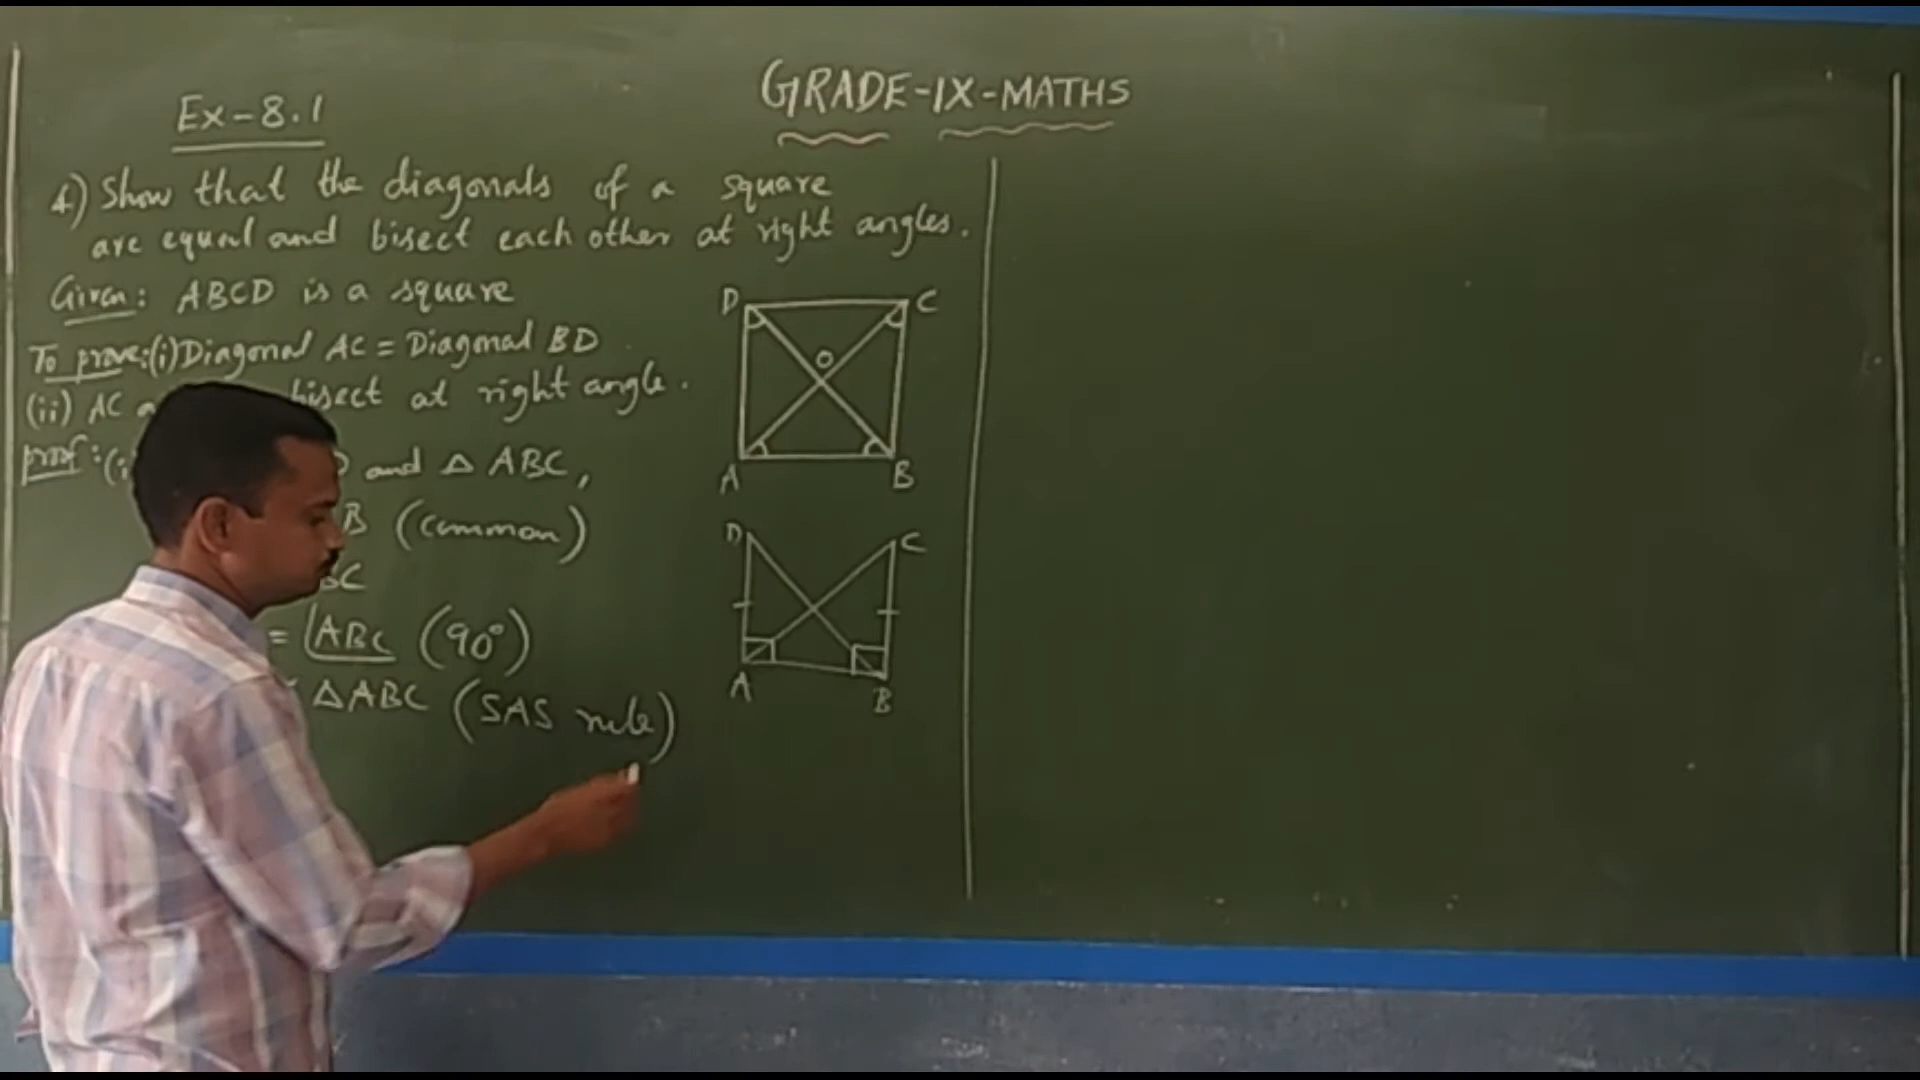 GRADE-IX-MATHS
Ex-8.1
4.) Show that the diagonals of a square
are equal and bisect each other at right angles.
Given: ABCD is a square
To prove:(i) Diagonal AC = Diagonal BD
(ii) AC bisect at right angle.
proof: (i and △ ABC,
B (common)
BC
= ∠ABC (90°)
△ABC (SAS rule)
D C
O
A B
D C
A B